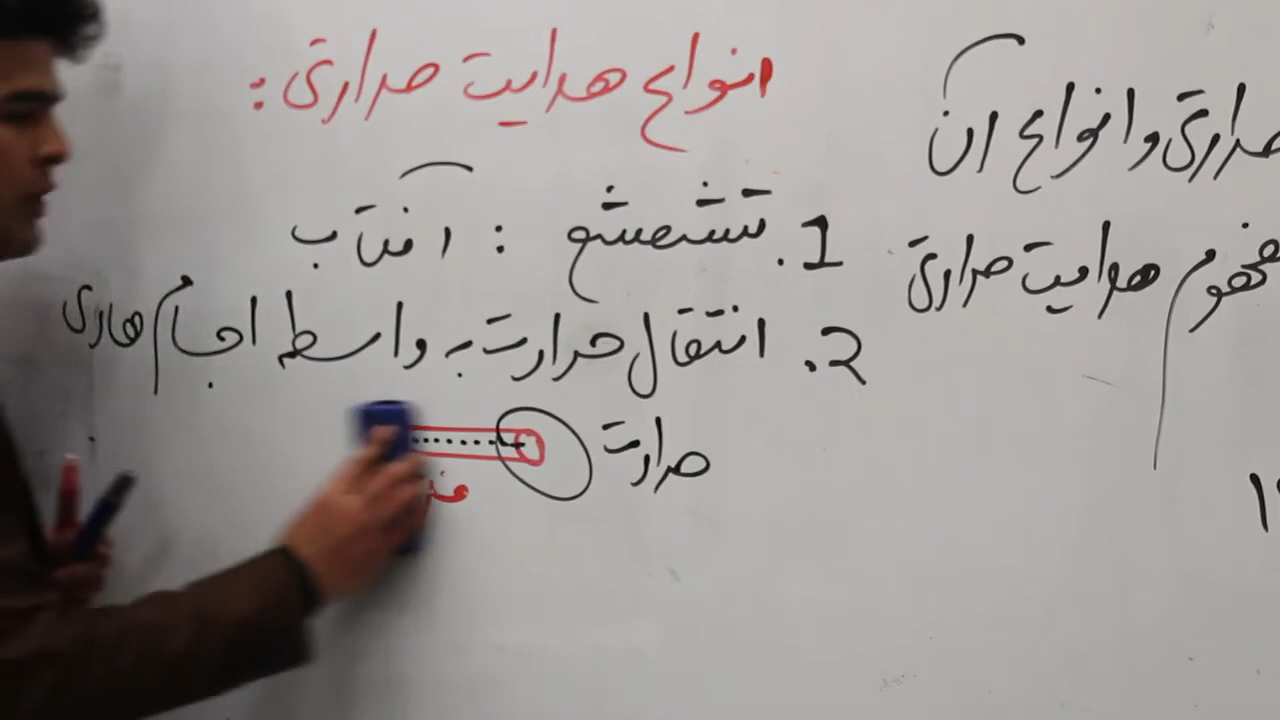 انواع هدایت حرارتی:
حرارتی و انواع آن
1. تشعشع : آفتاب
مفهوم هدایت حرارتی
2. انتقال حرارت به واسطه اجسام هادی
حرارت